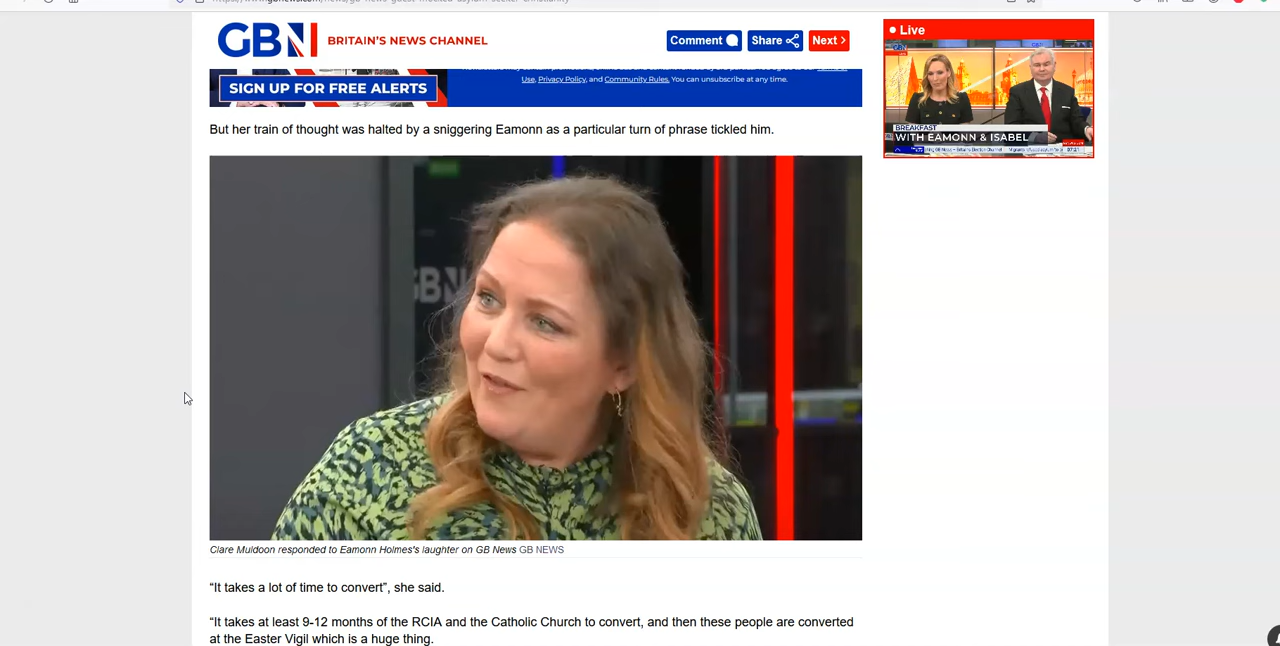 GBN
BRITAIN'S NEWS CHANNEL
Comment
Share
Next
Live
Use, Privacy Policy, and Community Rules. You can unsubscribe at any time.
SIGN UP FOR FREE ALERTS
BREAKFAST
WITH EAMONN & ISABEL
07:21
But her train of thought was halted by a sniggering Eamonn as a particular turn of phrase tickled him.
GBN
Clare Muldoon responded to Eamonn Holmes's laughter on GB News GB NEWS
“It takes a lot of time to convert”, she said.
“It takes at least 9-12 months of the RCIA and the Catholic Church to convert, and then these people are converted
at the Easter Vigil which is a huge thing.